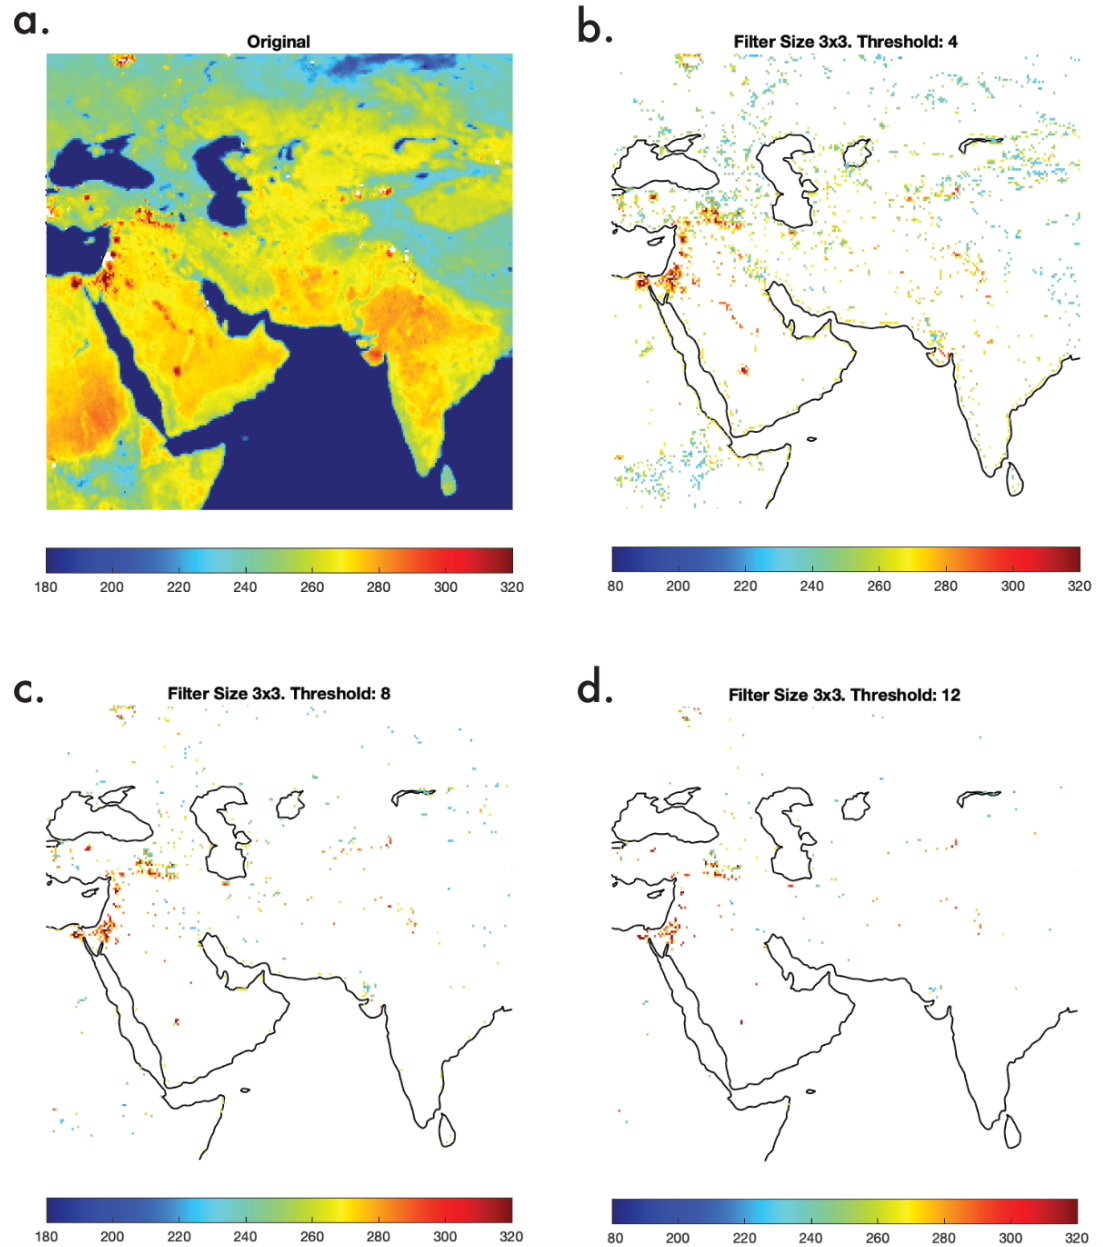 a.
Original
180 200 220 240 260 280 300 320
b.
Filter Size 3x3. Threshold: 4
80 200 220 240 260 280 300 320
c.
Filter Size 3x3. Threshold: 8
180 200 220 240 260 280 300 320
d.
Filter Size 3x3. Threshold: 12
80 200 220 240 260 280 300 320